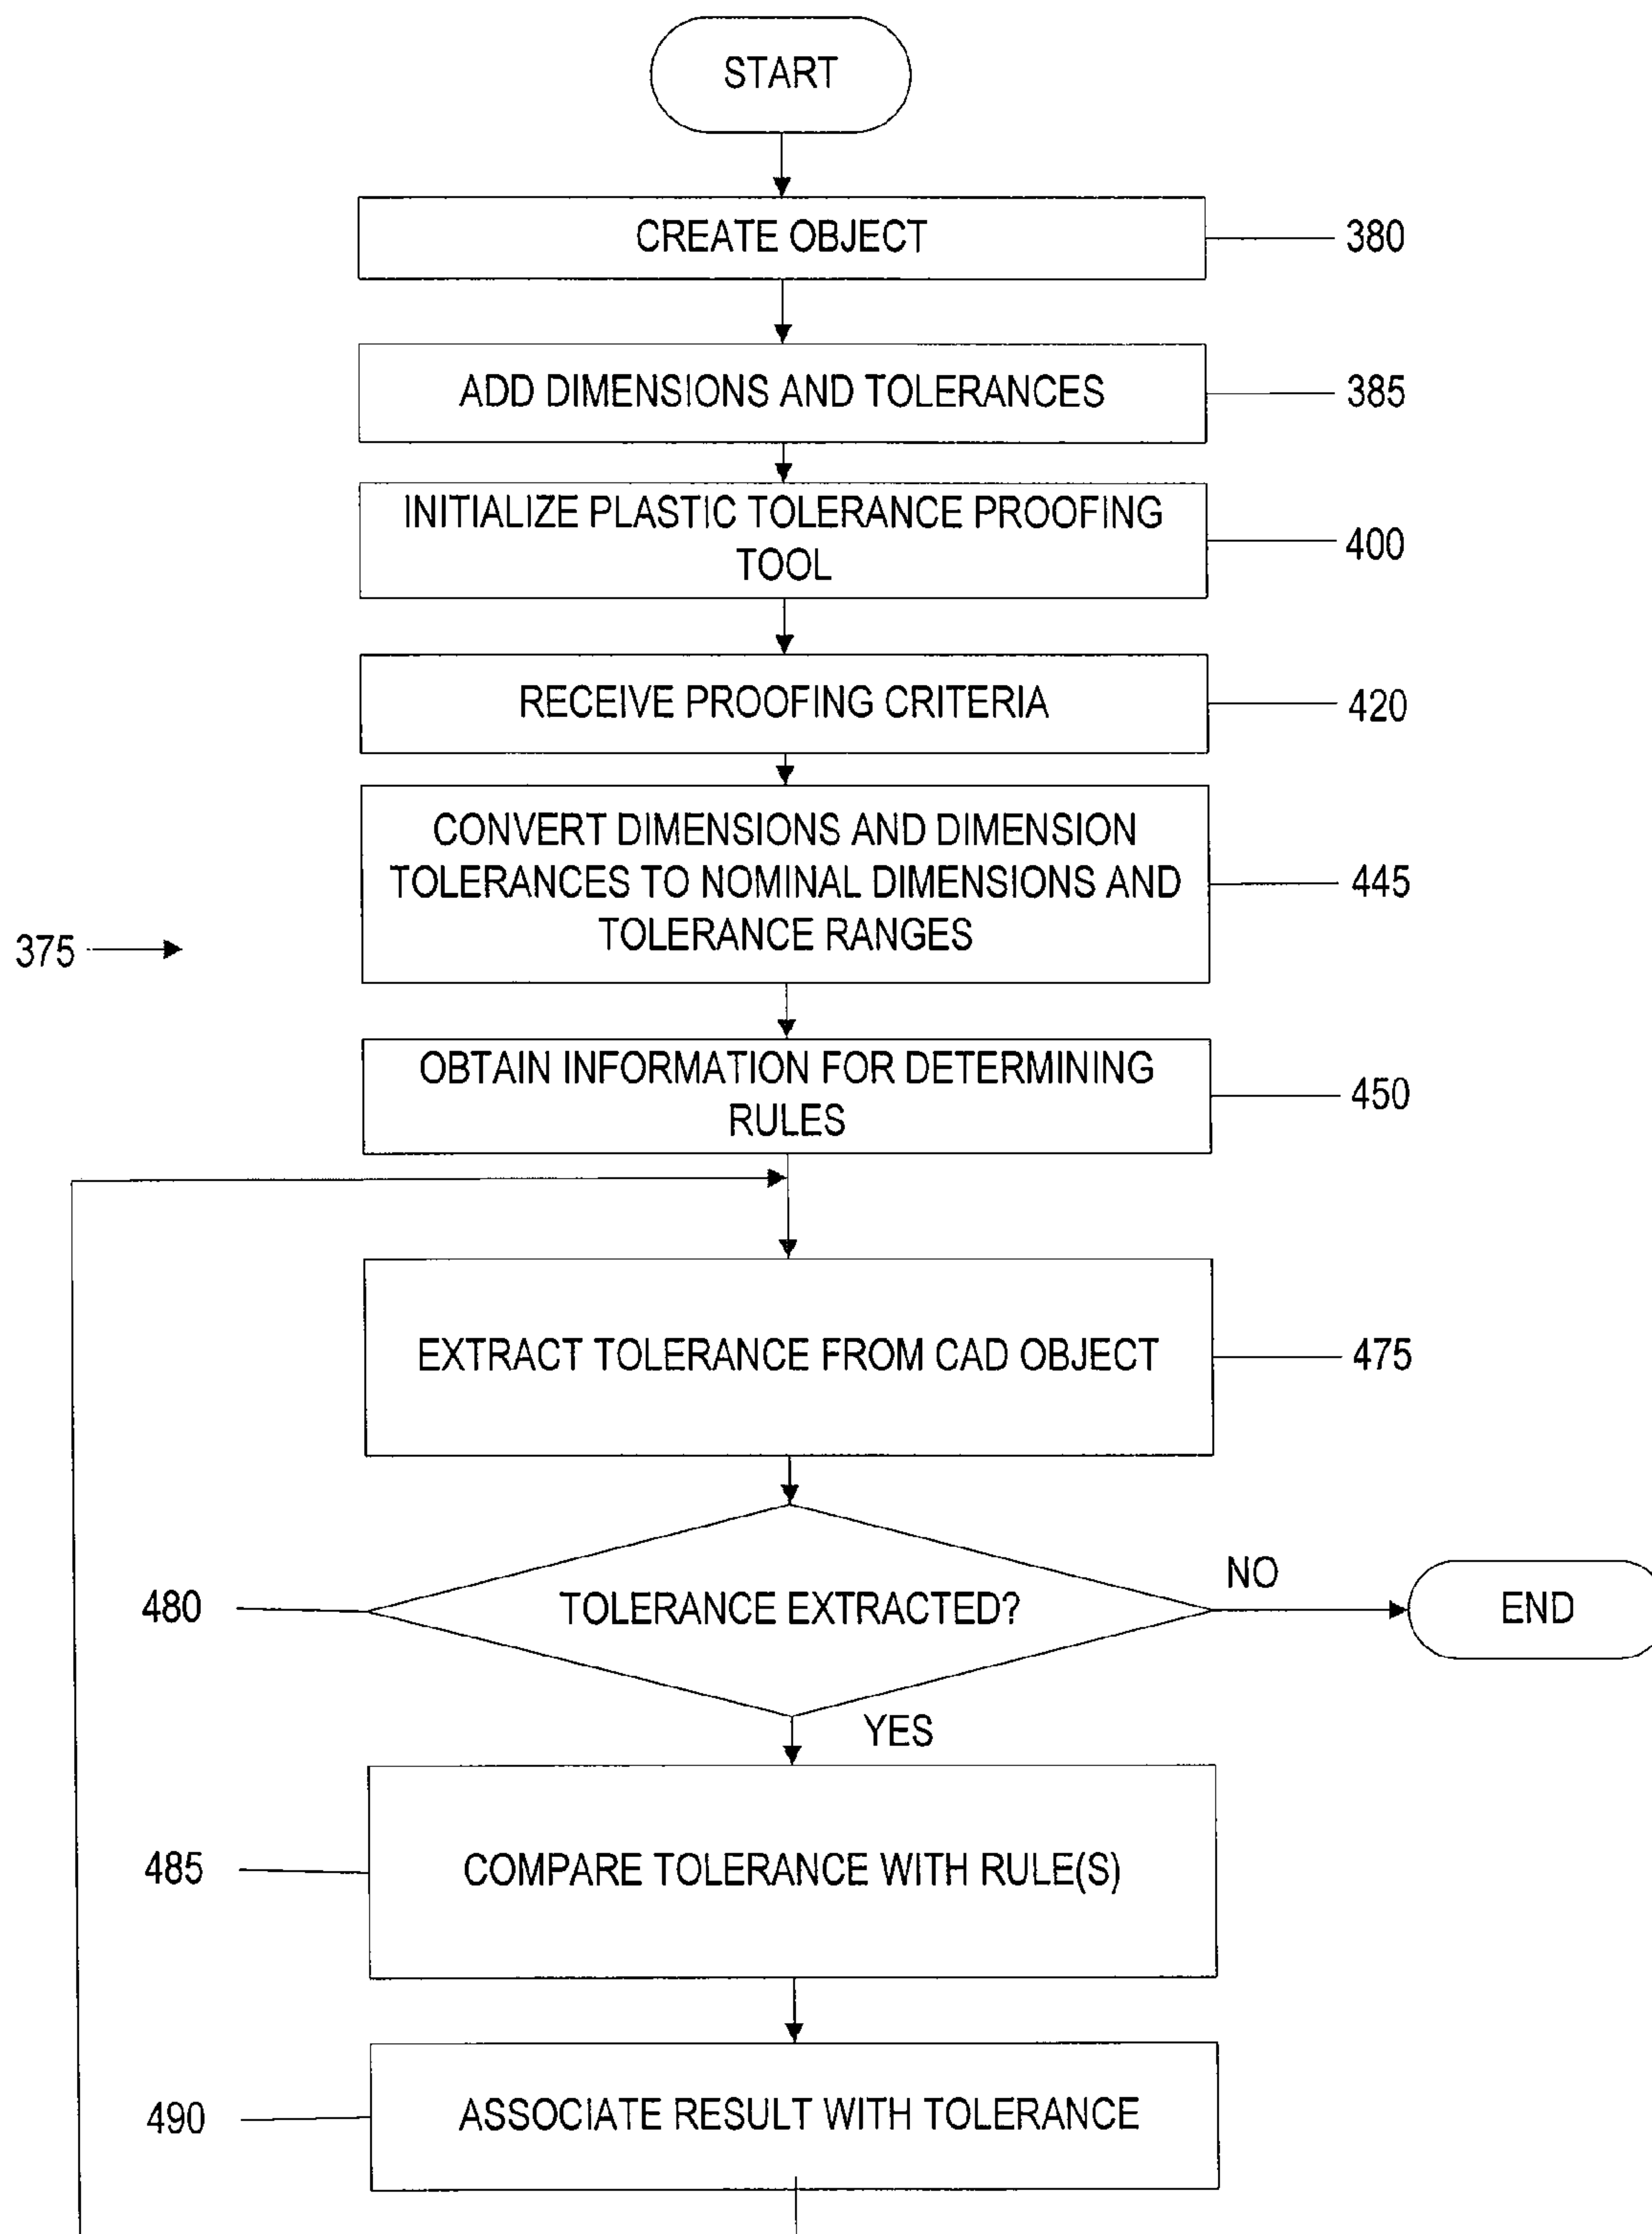 START
CREATE OBJECT
380
ADD DIMENSIONS AND TOLERANCES
385
INITIALIZE PLASTIC TOLERANCE PROOFING
TOOL
400
RECEIVE PROOFING CRITERIA
420
CONVERT DIMENSIONS AND DIMENSION
TOLERANCES TO NOMINAL DIMENSIONS AND
TOLERANCE RANGES
445
375
OBTAIN INFORMATION FOR DETERMINING
RULES
450
EXTRACT TOLERANCE FROM CAD OBJECT
475
480
TOLERANCE EXTRACTED?
NO
END
YES
485
COMPARE TOLERANCE WITH RULE(S)
490
ASSOCIATE RESULT WITH TOLERANCE